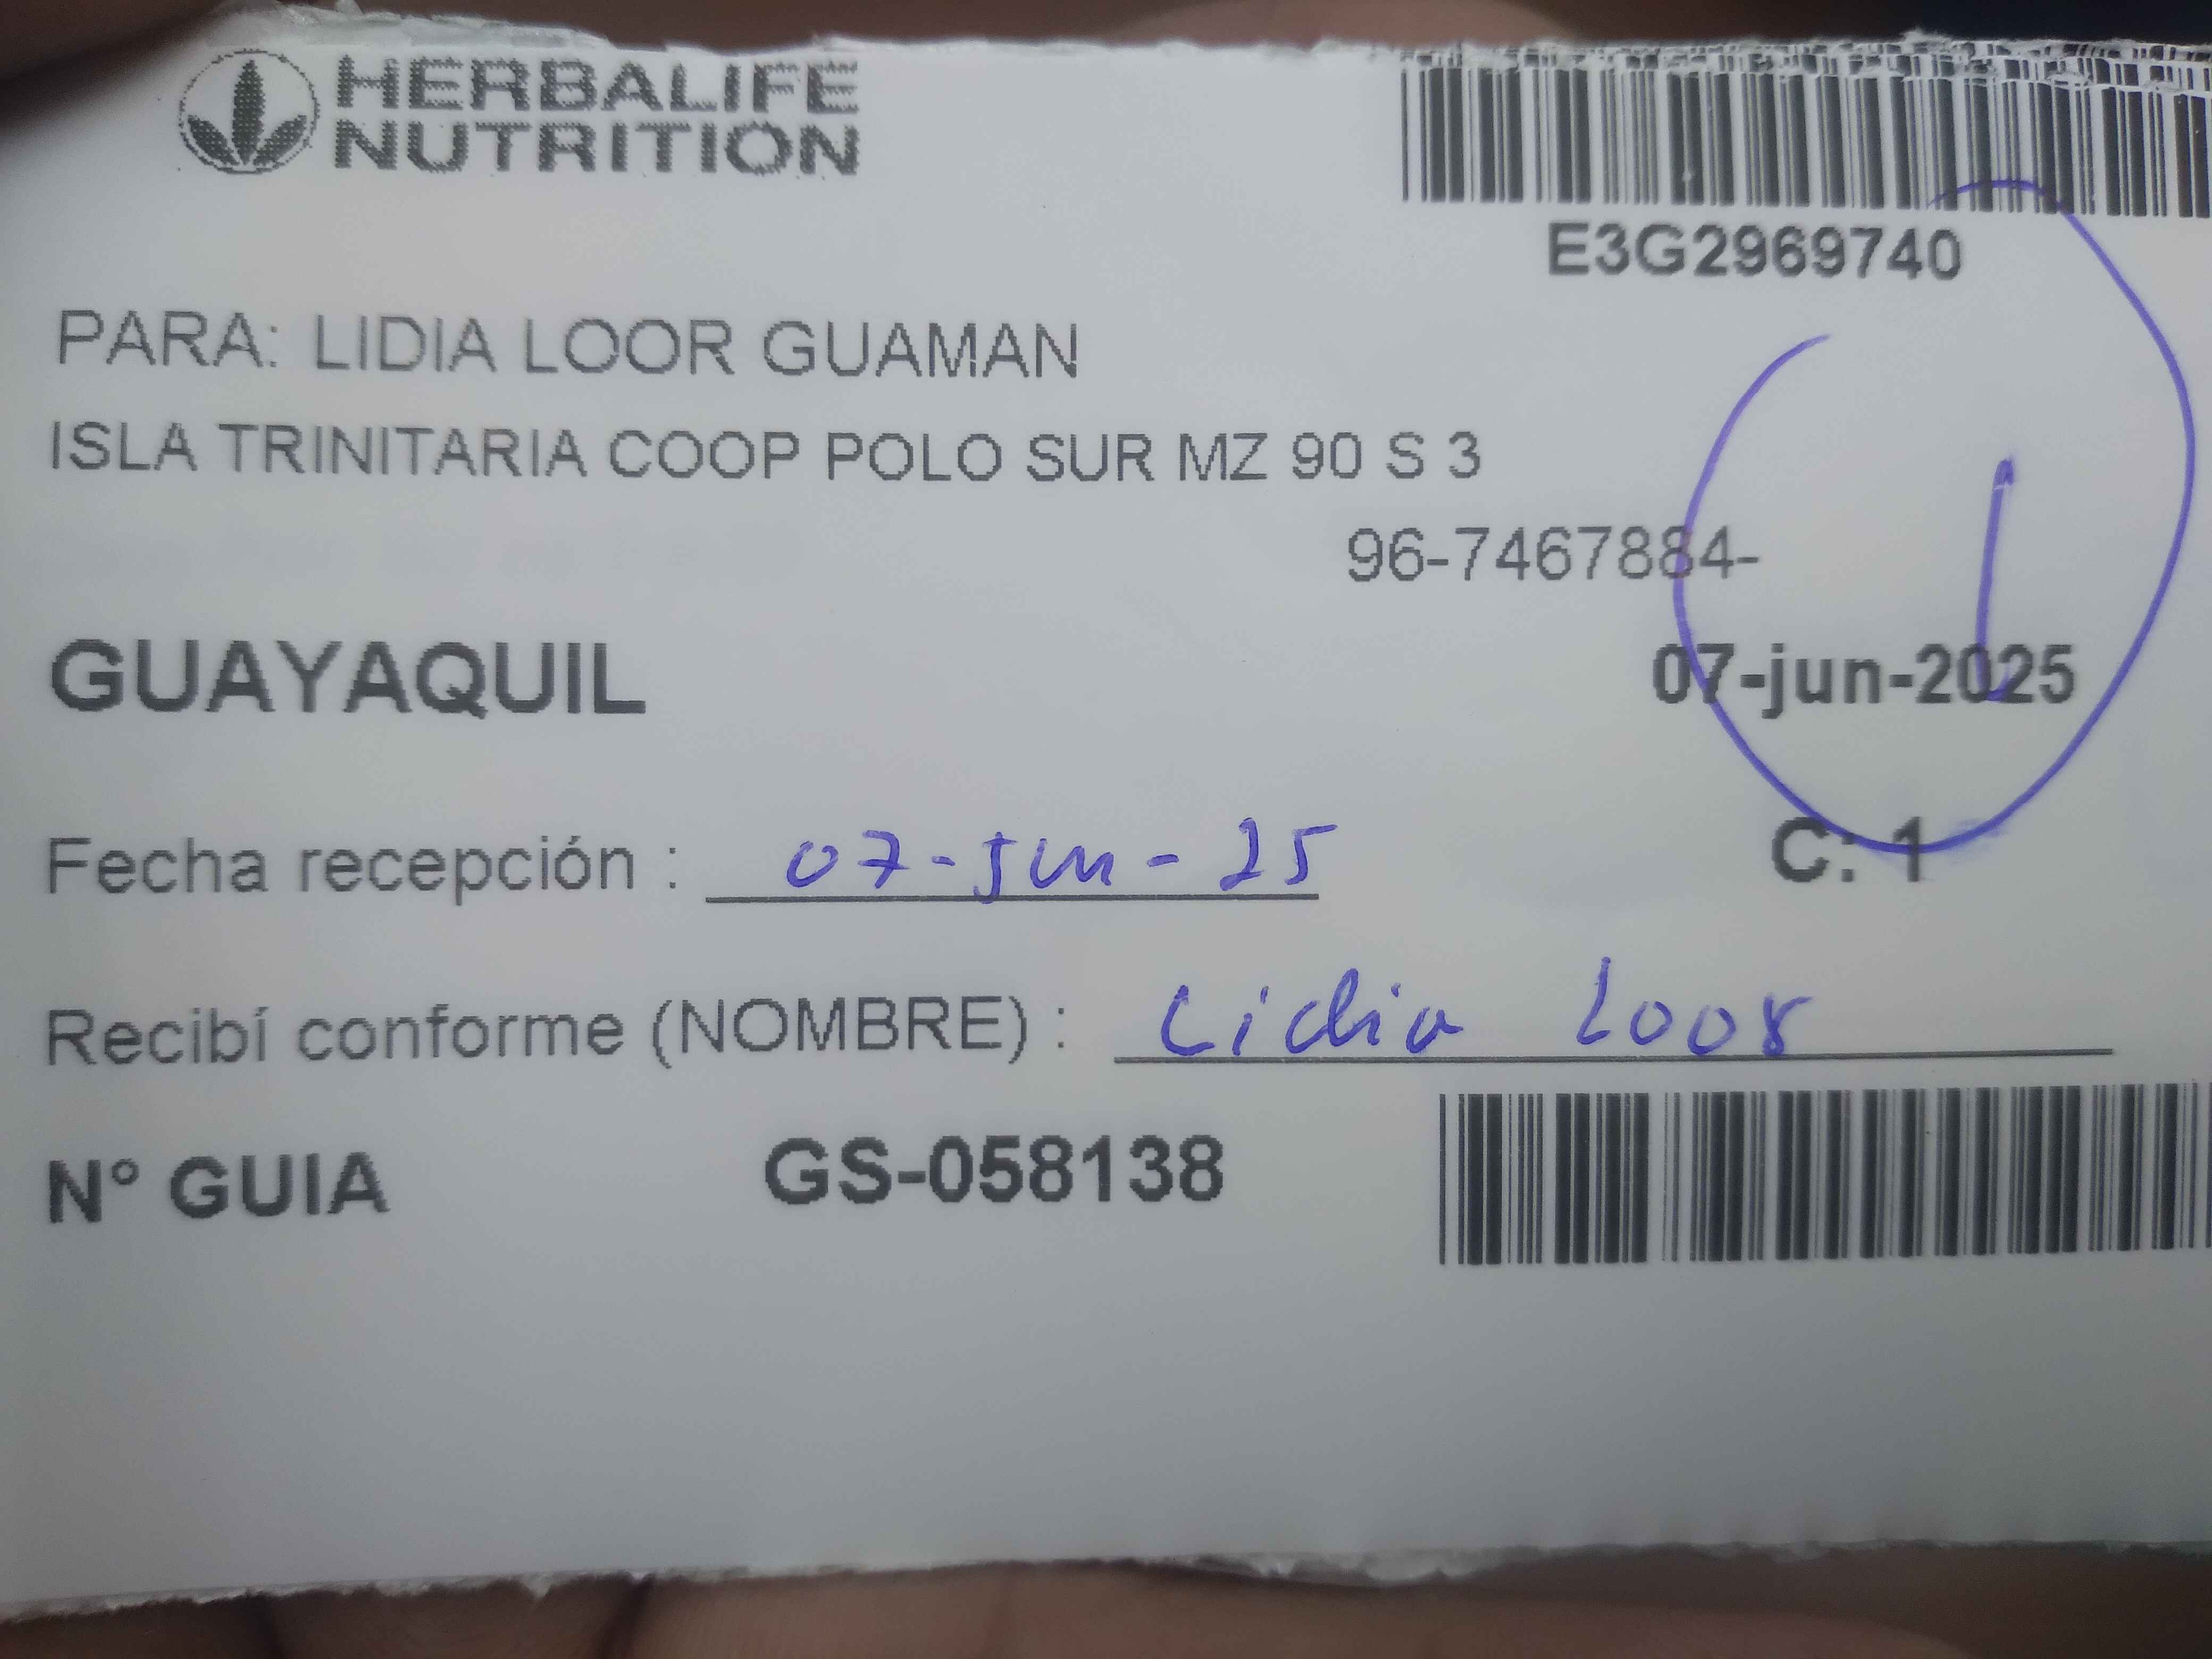 HERBALIFE
NUTRITION
E3G2969740
PARA: LIDIA LOOR GUAMAN
ISLA TRINITARIA COOP POLO SUR MZ 90 S 3
96-7467884-
1
GUAYAQUIL
07-jun-2025
Fecha recepción : 07-Jun-25
C: 1
Recibí conforme (NOMBRE) : Lidia Loor
N° GUIA GS-058138